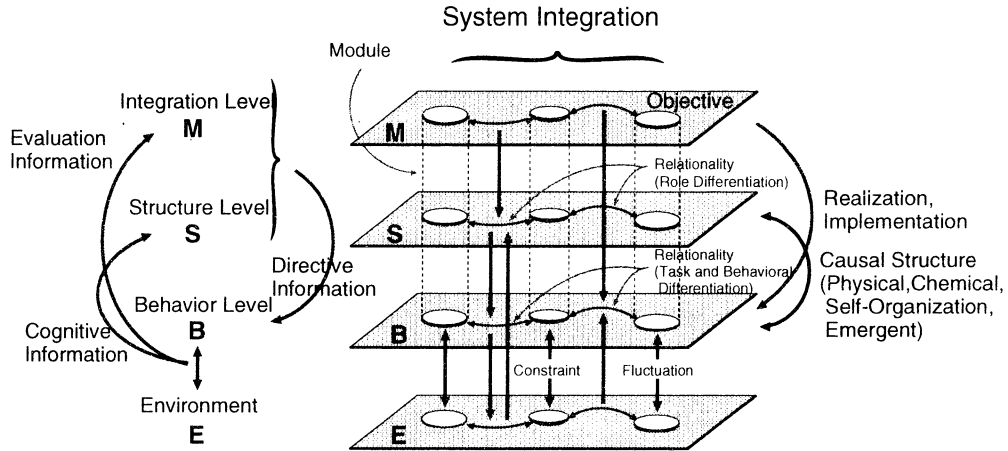 System Integration
Module
Integration Level
M
Evaluation
Information
Structure Level
S
Directive
Information
Behavior Level
B
Cognitive
Information
Environment
E
Objective
M
Relationality
(Role Differentiation)
S
Relationality
(Task and Behavioral
Differentiation)
B
Constraint
Fluctuation
E
Realization,
Implementation
Causal Structure
(Physical,Chemical,
Self-Organization,
Emergent)